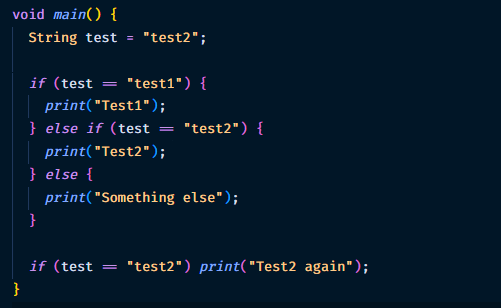 void main() {
  String test = "test2";

  if (test == "test1") {
    print("Test1");
  } else if (test == "test2") {
    print("Test2");
  } else {
    print("Something else");
  }

  if (test == "test2") print("Test2 again");
}